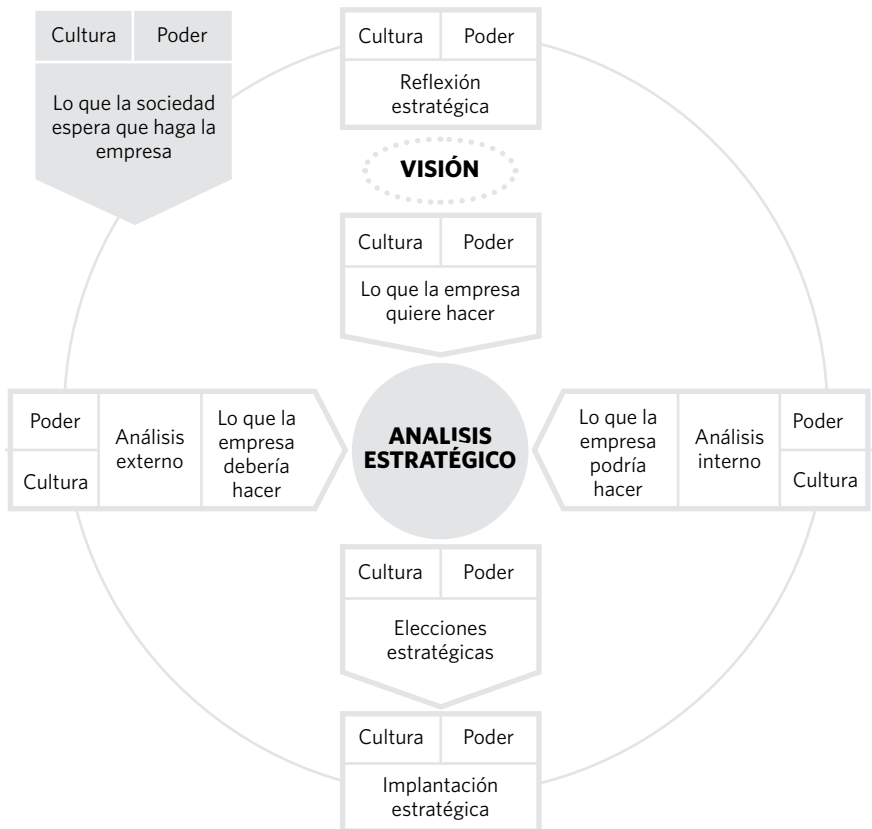 Cultura Poder
Lo que la sociedad
espera que haga la
empresa
Cultura Poder
Reflexión
estratégica
VISIÓN
Cultura Poder
Lo que la empresa
quiere hacer
Poder
Cultura
Análisis
externo
Lo que la
empresa
debería
hacer
ANALISIS
ESTRATÉGICO
Lo que la
empresa
podría
hacer
Análisis
interno
Poder
Cultura
Cultura Poder
Elecciones
estratégicas
Cultura Poder
Implantación
estratégica